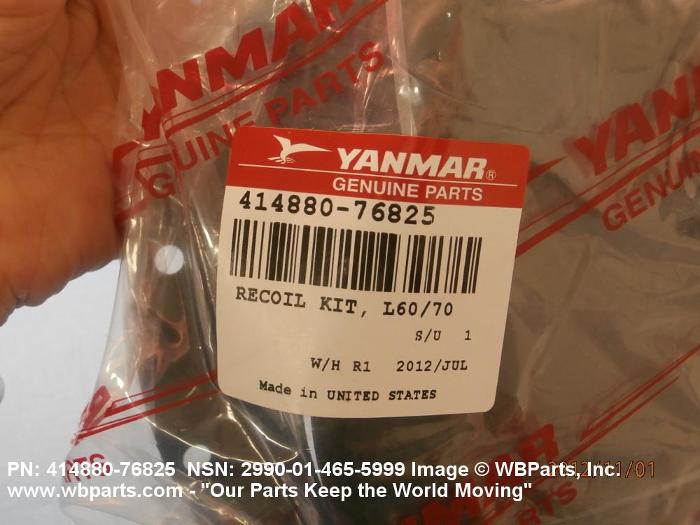 YANMAR
GENUINE PARTS
YANMAR
GENUINE
YANMAR®
GENUINE PARTS
414880-76825
RECOIL KIT, L60/70
S/U 1
W/H R1 2012/JUL
Made in UNITED STATES
PARTS
PN: 414880-76825 NSN: 2990-01-465-5999 Image © WBParts, Inc.
www.wbparts.com - "Our Parts Keep the World Moving"